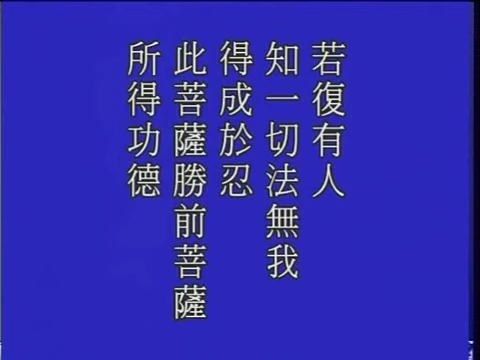 若復有人
知一切法無我
得成於忍
此菩薩勝前菩薩
所得功德